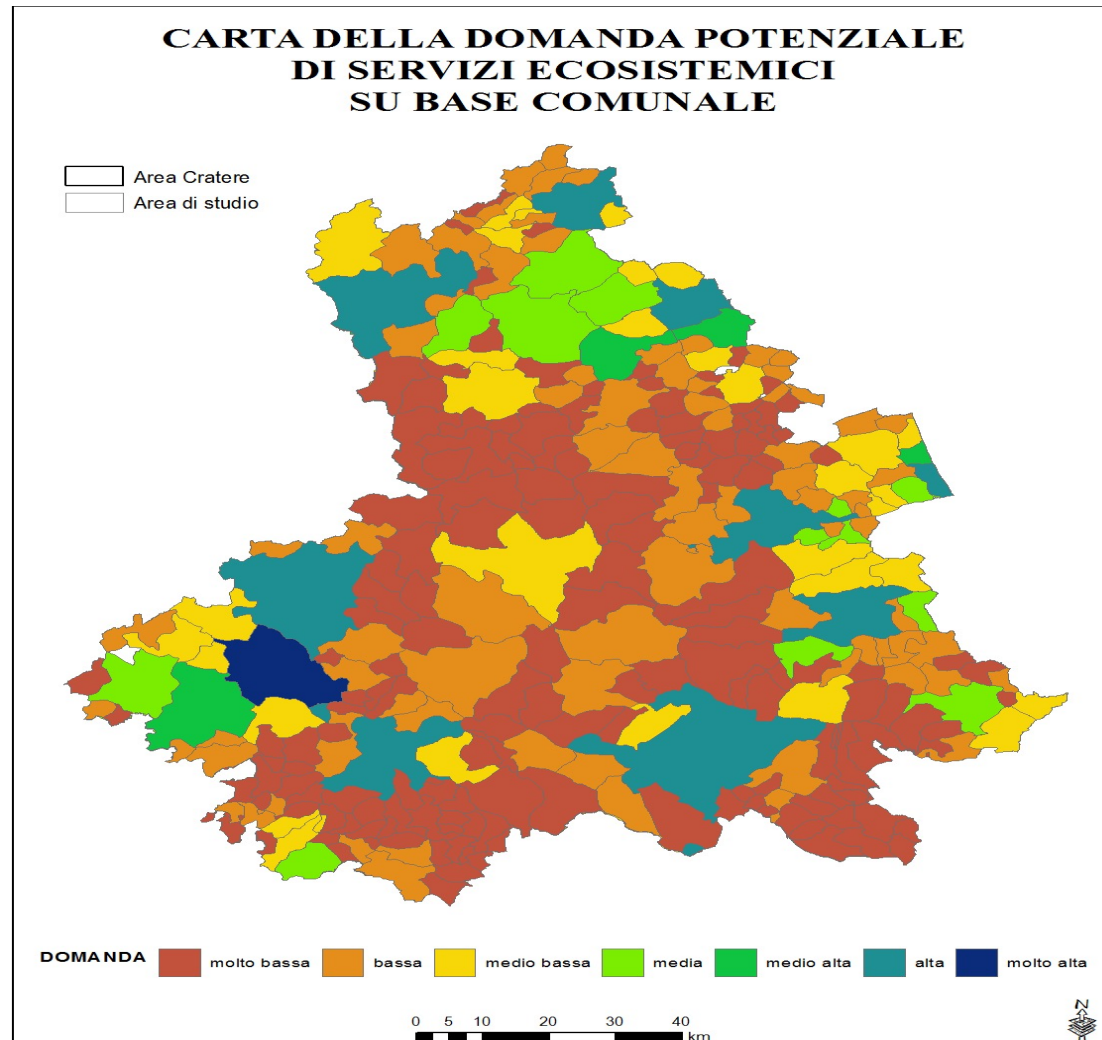 CARTA DELLA DOMANDA POTENZIALE
DI SERVIZI ECOSISTEMICI
SU BASE COMUNALE
Area Cratere
Area di studio
DOMANDA molto bassa bassa medio bassa media medio alta alta molto alta
0 5 10 20 30 40
km
N